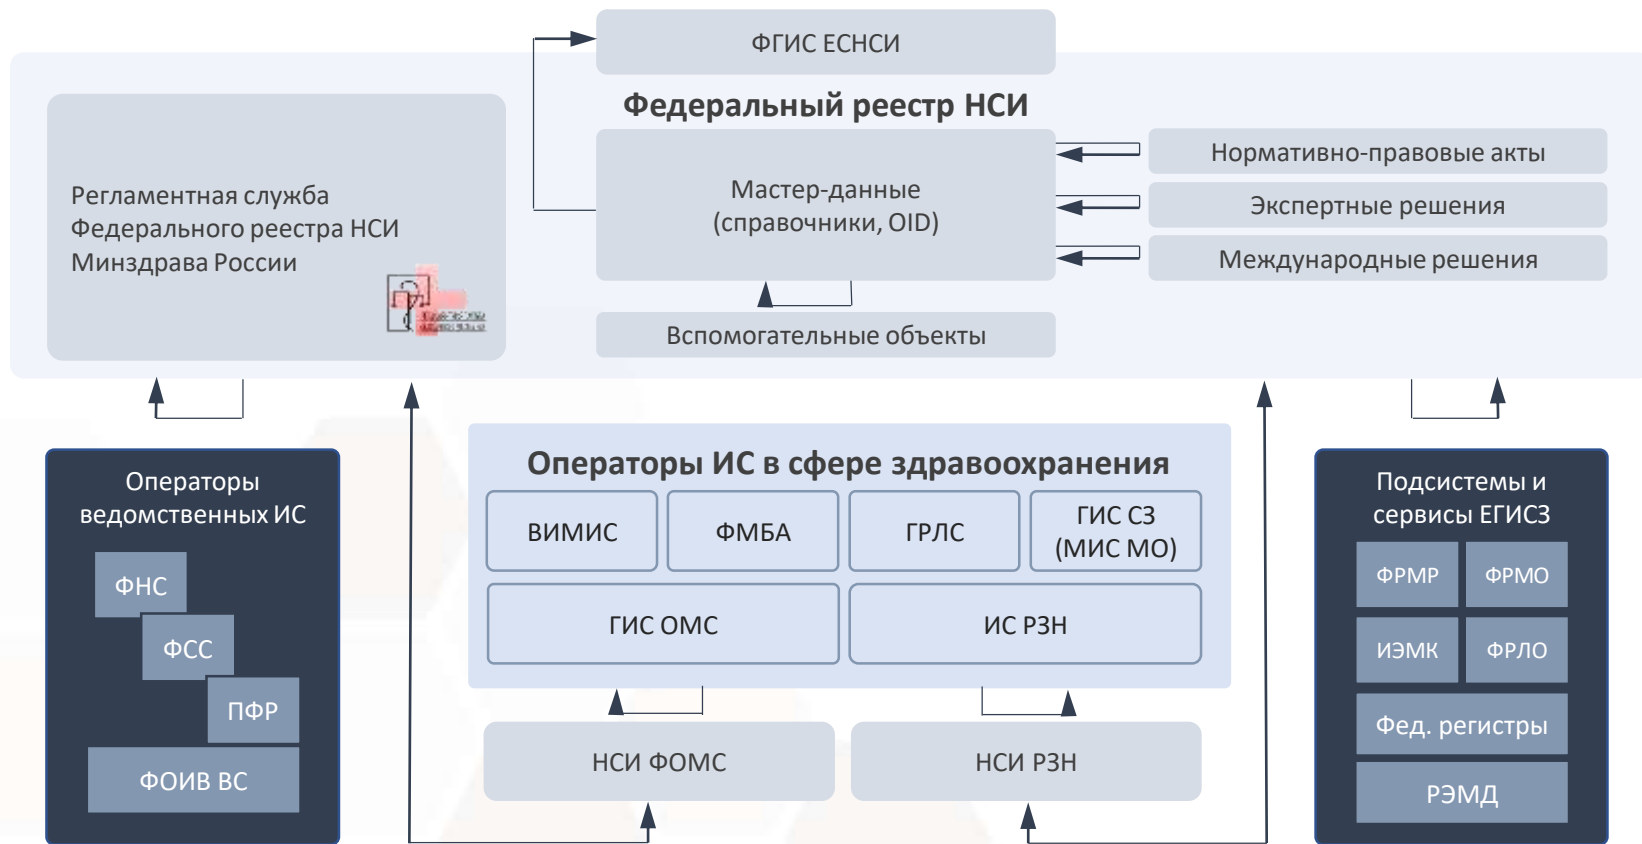 ФГИС ЕСНСИ
Федеральный реестр НСИ
Регламентная служба
Федерального реестра НСИ
Минздрава России
Мастер-данные
(справочники, OID)
Нормативно-правовые акты
Экспертные решения
Международные решения
Вспомогательные объекты
Операторы
ведомственных ИС
ФНС
ФСС
ПФР
ФОИВ ВС
Операторы ИС в сфере здравоохранения
ВИМИС
ФМБА
ГРЛС
ГИС СЗ
(МИС МО)
ГИС ОМС
ИС РЗН
НСИ ФОМС
НСИ РЗН
Подсистемы и
сервисы ЕГИСЗ
ФРМР
ФРМО
ИЭМК
ФРЛО
Фед. регистры
РЭМД